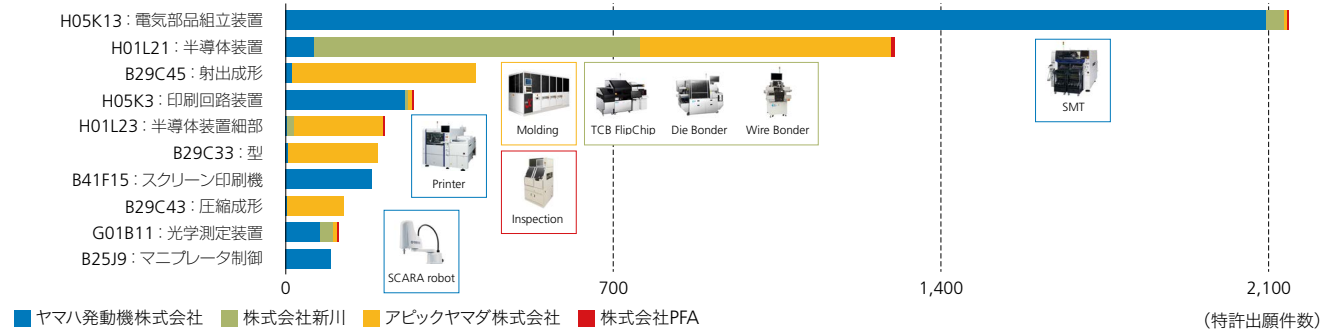 H05K13：電気部品組立装置
H01L21：半導体装置
B29C45：射出成形
H05K3：印刷回路装置
H01L23：半導体装置細部
B29C33：型
B41F15：スクリーン印刷機
B29C43：圧縮成形
G01B11：光学測定装置
B25J9：マニプレータ制御
SMT
Molding
TCB FlipChip
Die Bonder
Wire Bonder
Printer
Inspection
SCARA robot
0 700 1,400 2,100
ヤマハ発動機株式会社 株式会社新川 アピックヤマダ株式会社 株式会社PFA
（特許出願件数）